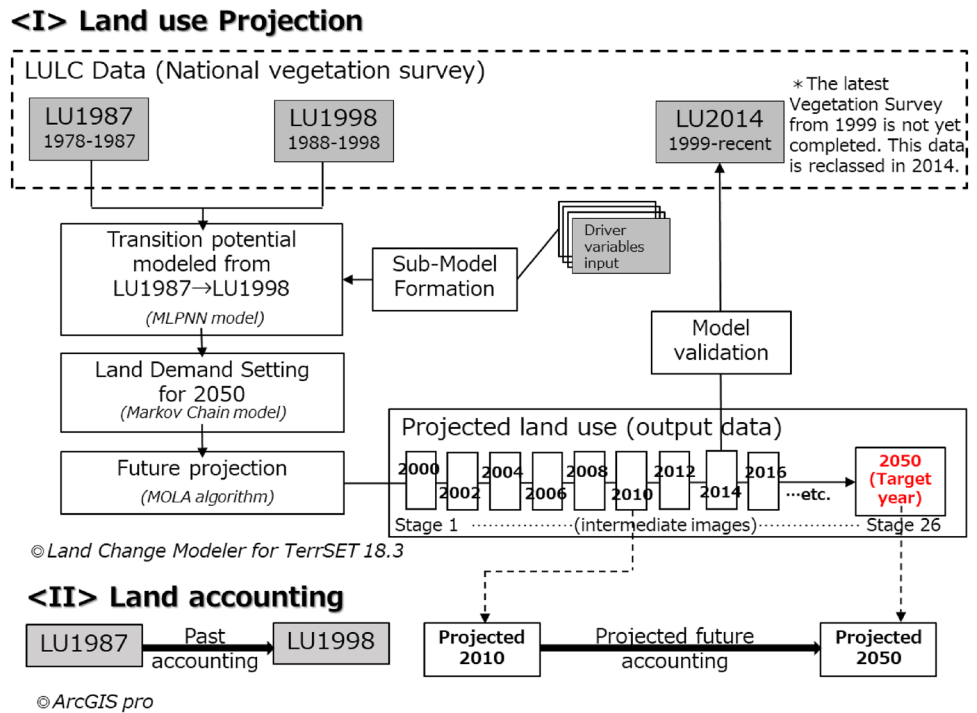 <I> Land use Projection
LULC Data (National vegetation survey)
LU1987
1978-1987
LU1998
1988-1998
LU2014
1999-recent
* The latest
Vegetation Survey
from 1999 is not yet
completed. This data
is reclassed in 2014.
Transition potential
modeled from
LU1987→LU1998
(MLPNN model)
Sub-Model
Formation
Driver
variables
input
Model
validation
Land Demand Setting
for 2050
(Markov Chain model)
Future projection
(MOLA algorithm)
Projected land use (output data)
2000
2002
2004
2006
2008
2010
2012
2014
2016
…etc.
2050
(Target
year)
Stage 1 ……………… (intermediate images) ……………… Stage 26
◎Land Change Modeler for TerrSET 18.3
<II> Land accounting
LU1987
Past
accounting
LU1998
Projected
2010
Projected future
accounting
Projected
2050
◎ArcGIS pro